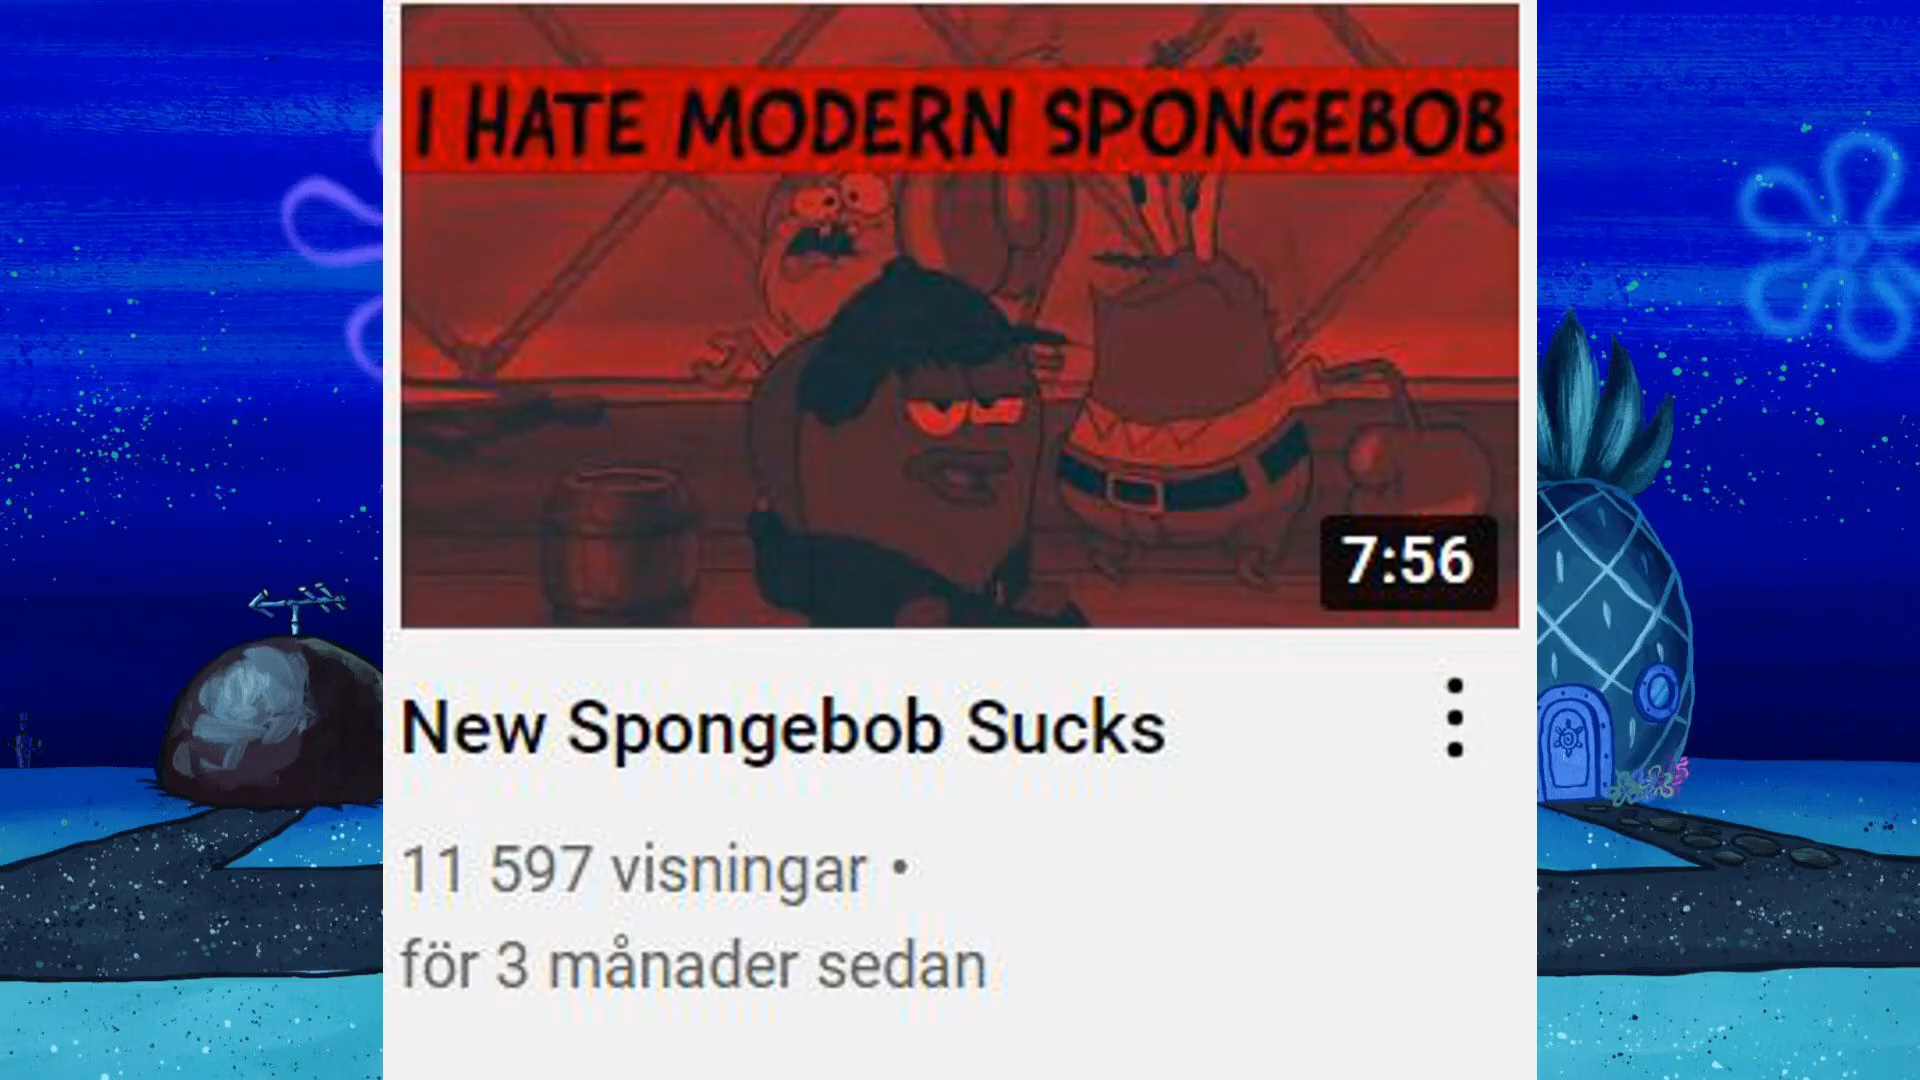 I HATE MODERN SPONGEBOB
7:56
New Spongebob Sucks
11 597 visningar •
för 3 månader sedan